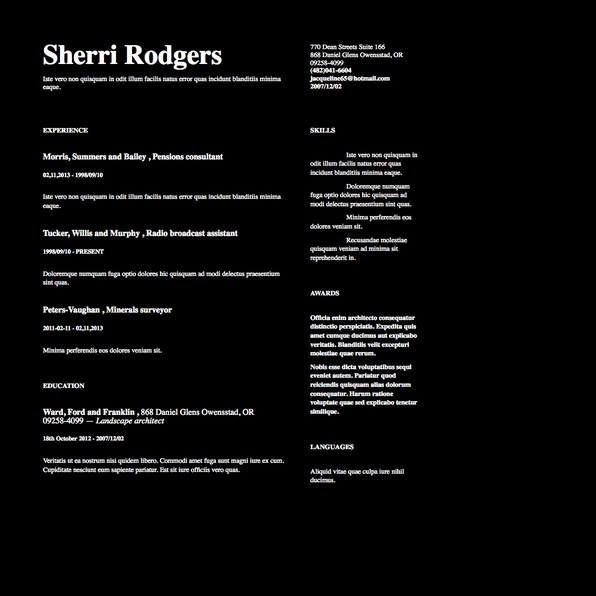 Sherri Rodgers
Iste vero non quisquam in odit illum facilis natus error quas incidunt blanditiis minima
eaque.
770 Dean Streets Suite 166
868 Daniel Glens Owensstad, OR
09258-4099
(482)041-6604
jacqueline65@hotmail.com
2007/12/02
EXPERIENCE
Morris, Summers and Bailey , Pensions consultant
02,11,2013 - 1998/09/10
Iste vero non quisquam in odit illum facilis natus error quas incidunt blanditiis minima
eaque.
Tucker, Willis and Murphy , Radio broadcast assistant
1998/09/10 - PRESENT
Doloremque numquam fuga optio dolores hic quisquam ad modi delectus praesentium
sint quas.
Peters-Vaughan , Minerals surveyor
2011-02-11 - 02,11,2013
Minima perferendis eos dolores veniam sit.
EDUCATION
Ward, Ford and Franklin , 868 Daniel Glens Owensstad, OR
09258-4099 — Landscape architect
18th October 2012 - 2007/12/02
Veritatis ut ea nostrum nisi quidem libero. Commodi amet fuga sunt magni iure ex cum.
Cupiditate nesciunt eum sapiente pariatur. Est sit iure officiis vero quas.
SKILLS
Iste vero non quisquam in
odit illum facilis natus error quas
incidunt blanditiis minima eaque.
Doloremque numquam
fuga optio dolores hic quisquam ad
modi delectus praesentium sint quas.
Minima perferendis eos
dolores veniam sit.
Recusandae molestiae
quisquam veniam ad minima sit
reprehenderit in.
AWARDS
Officia enim architecto consequatur
distinctio perspiciatis. Expedita quis
amet cumque ducimus aut explicabo
veritatis. Blanditiis velit excepturi
molestiae quae rerum.
Nobis esse dicta voluptatibus sequi
eveniet autem. Pariatur quod
reiciendis quisquam alias dolorum
consequatur. Harum ratione
voluptate quae sed explicabo tenetur
similique.
LANGUAGES
Aliquid vitae quae culpa iure nihil
ducimus.